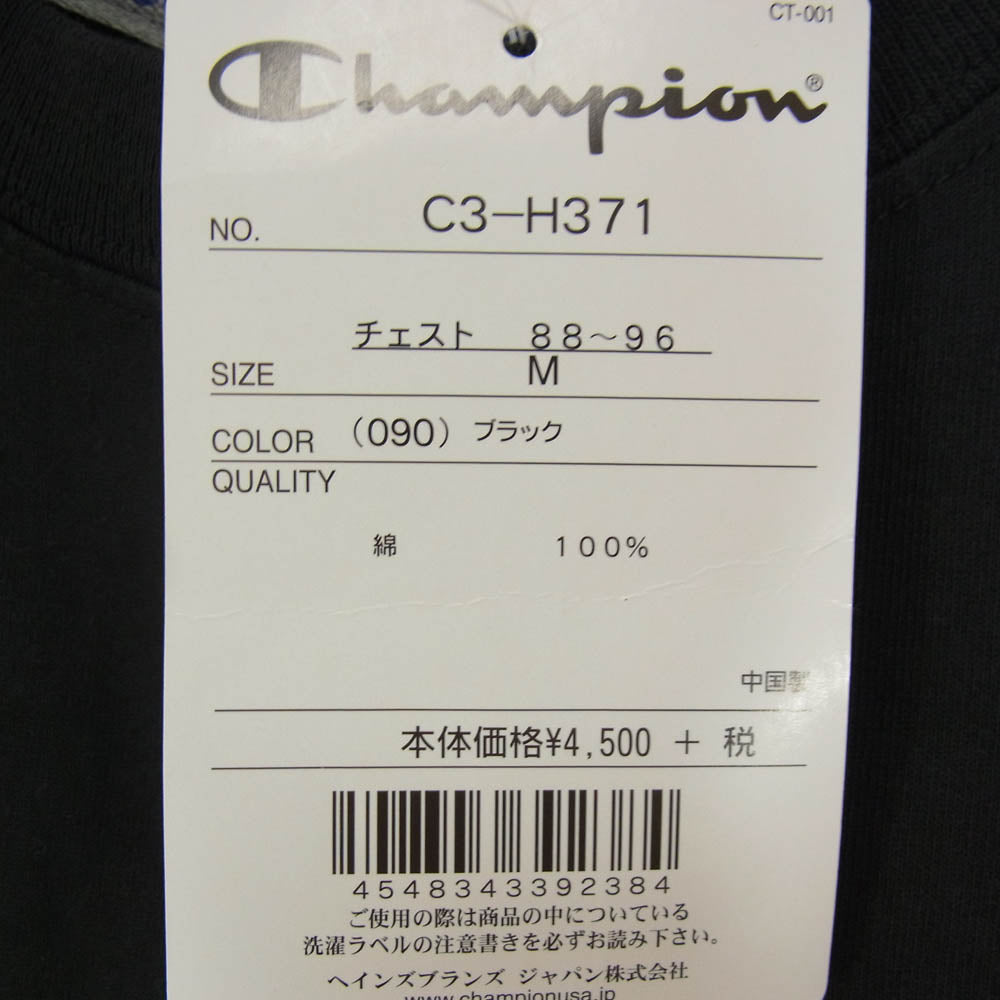 CT-001
Champion®
NO. C3-H371
チェスト 88～96
SIZE M
COLOR (090) ブラック
QUALITY
綿 100%
中国製
本体価格¥4,500 + 税
4548343392384
ご使用の際は商品の中についている
洗濯ラベルの注意書きを必ずお読み下さい。
ヘインズブランズ ジャパン株式会社
www.championusa.jp